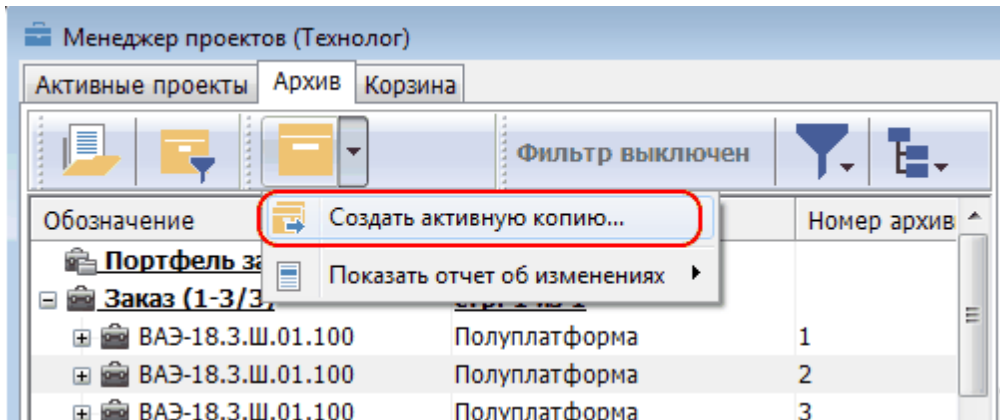 Менеджер проектов (Технолог)
Активные проекты Архив Корзина
Фильтр выключен
Обозначение Номер архив
Создать активную копию...
Портфель за
Показать отчет об изменениях
Заказ (1-3/3)
ВАЭ-18.3.Ш.01.100 Полуплатформа 1
ВАЭ-18.3.Ш.01.100 Полуплатформа 2
ВАЭ-18.3.Ш.01.100 Полуплатформа 3